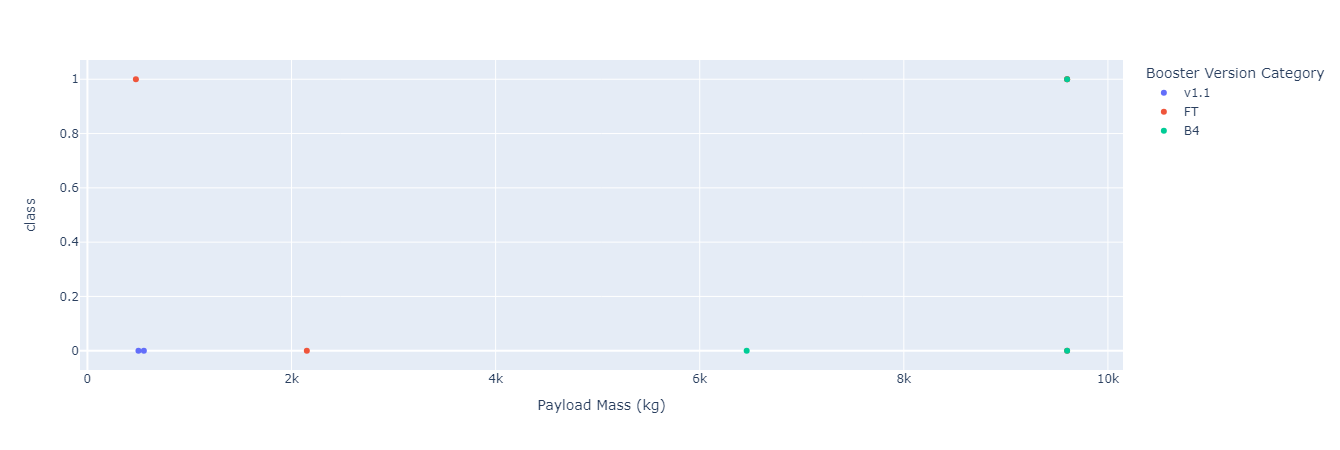 Booster Version Category
v1.1
FT
B4
class
1
0.8
0.6
0.4
0.2
0
0 2k 4k 6k 8k 10k
Payload Mass (kg)